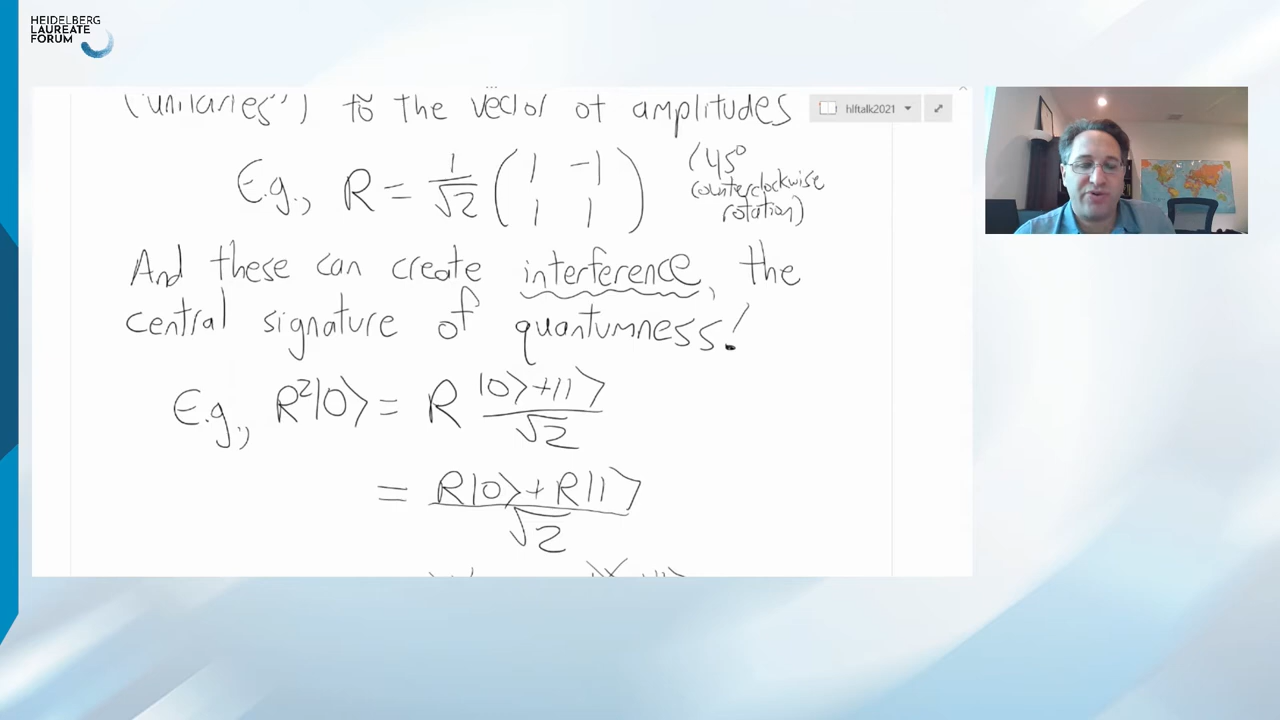 HEIDELBERG
LAUREATE
FORUM
("unitaries") to the vector of amplitudes
hlftalk2021
E.g., R = 1/√2 ( 1 -1
1 1 )
(45°
counterclockwise
rotation)
And these can create interference, the
central signature of quantumness!
E.g., R²|0⟩ = R |0⟩+|1⟩ / √2
= R|0⟩+R|1⟩ / √2